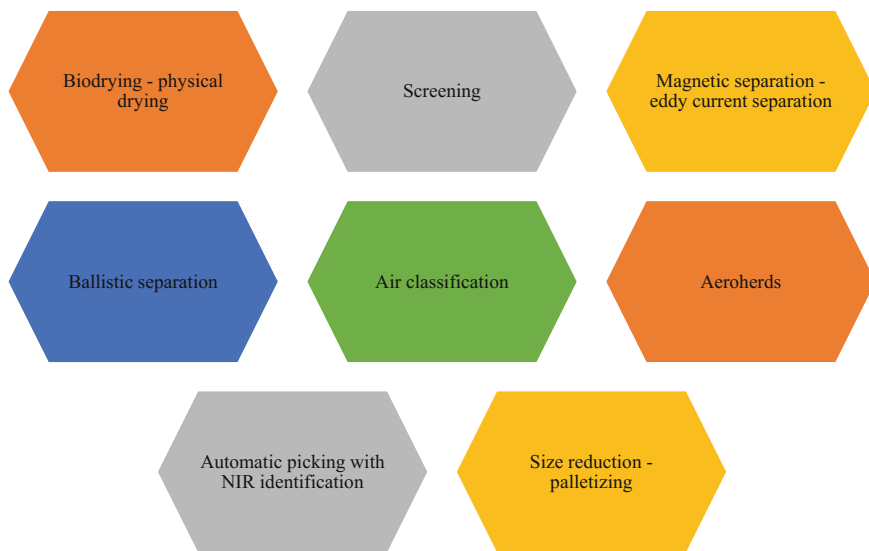 Biodrying - physical
drying
Screening
Magnetic separation -
eddy current separation
Ballistic separation
Air classification
Aeroherds
Automatic picking with
NIR identification
Size reduction -
palletizing